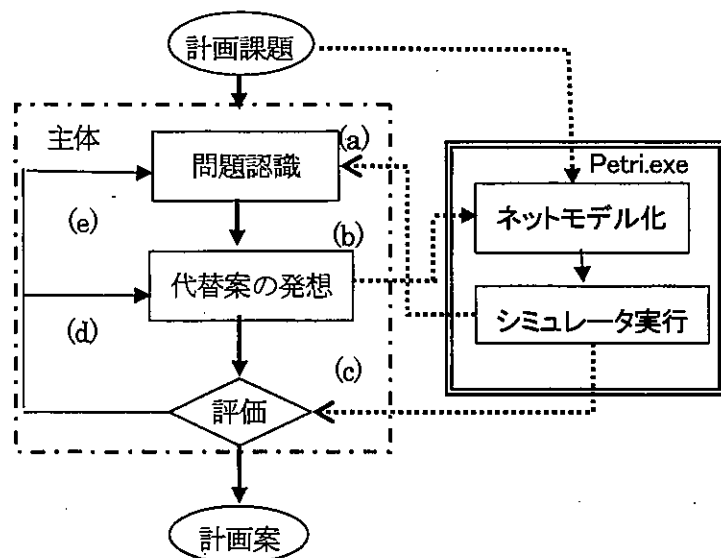 計画課題
主体
(a)
問題認識
Petri.exe
ネットモデル化
(e)
(b)
代替案の発想
シミュレータ実行
(d)
(c)
評価
計画案